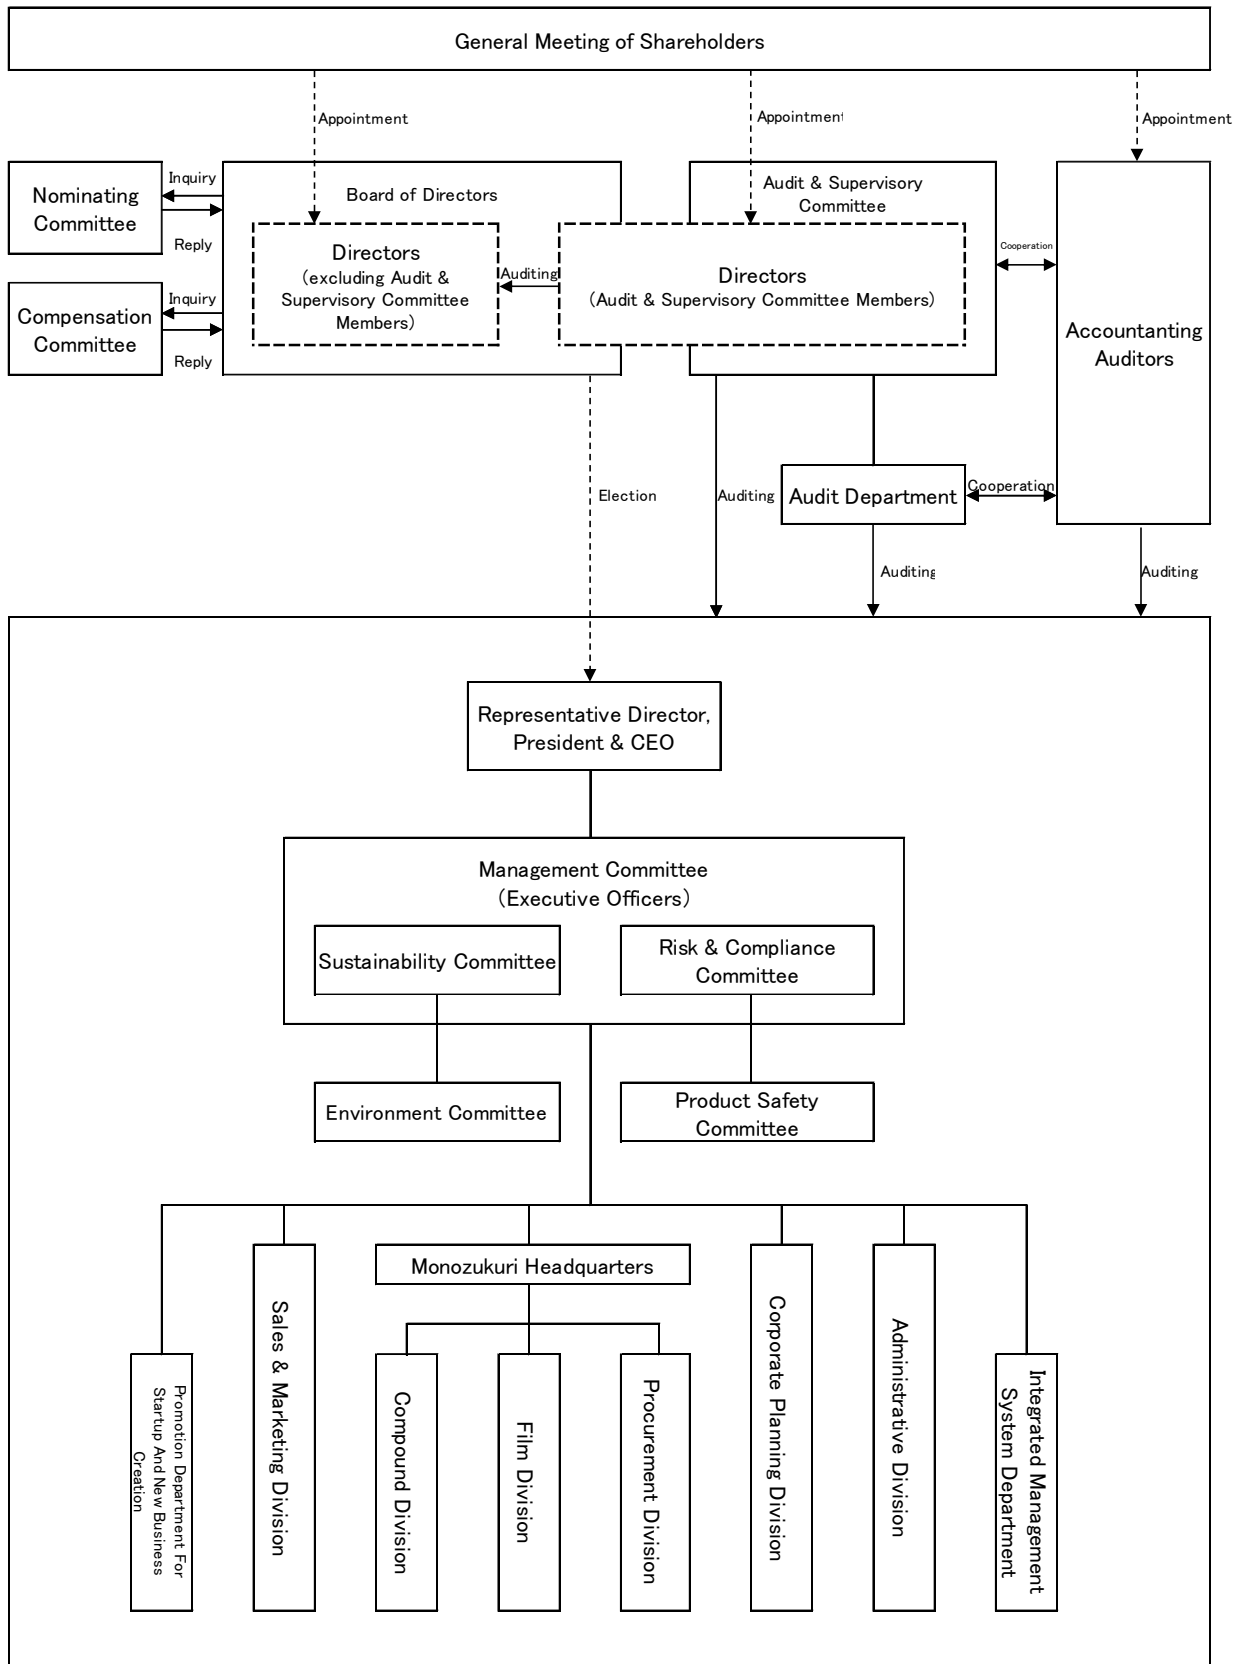 General Meeting of Shareholders
Appointment
Appointment
Appointment
Nominating
Committee
Inquiry
Reply
Board of Directors
Audit & Supervisory
Committee
Directors
(excluding Audit &
Supervisory Committee
Members)
Auditing
Directors
(Audit & Supervisory Committee Members)
Cooperation
Compensation
Committee
Inquiry
Reply
Accountanting
Auditors
Election
Auditing
Audit Department
Cooperation
Auditing
Auditing
Representative Director,
President & CEO
Management Committee
(Executive Officers)
Sustainability Committee
Risk & Compliance
Committee
Environment Committee
Product Safety
Committee
Monozukuri Headquarters
Promotion Department For
Startup And New Business
Creation
Sales & Marketing Division
Compound Division
Film Division
Procurement Division
Corporate Planning Division
Administrative Division
Integrated Management
System Department